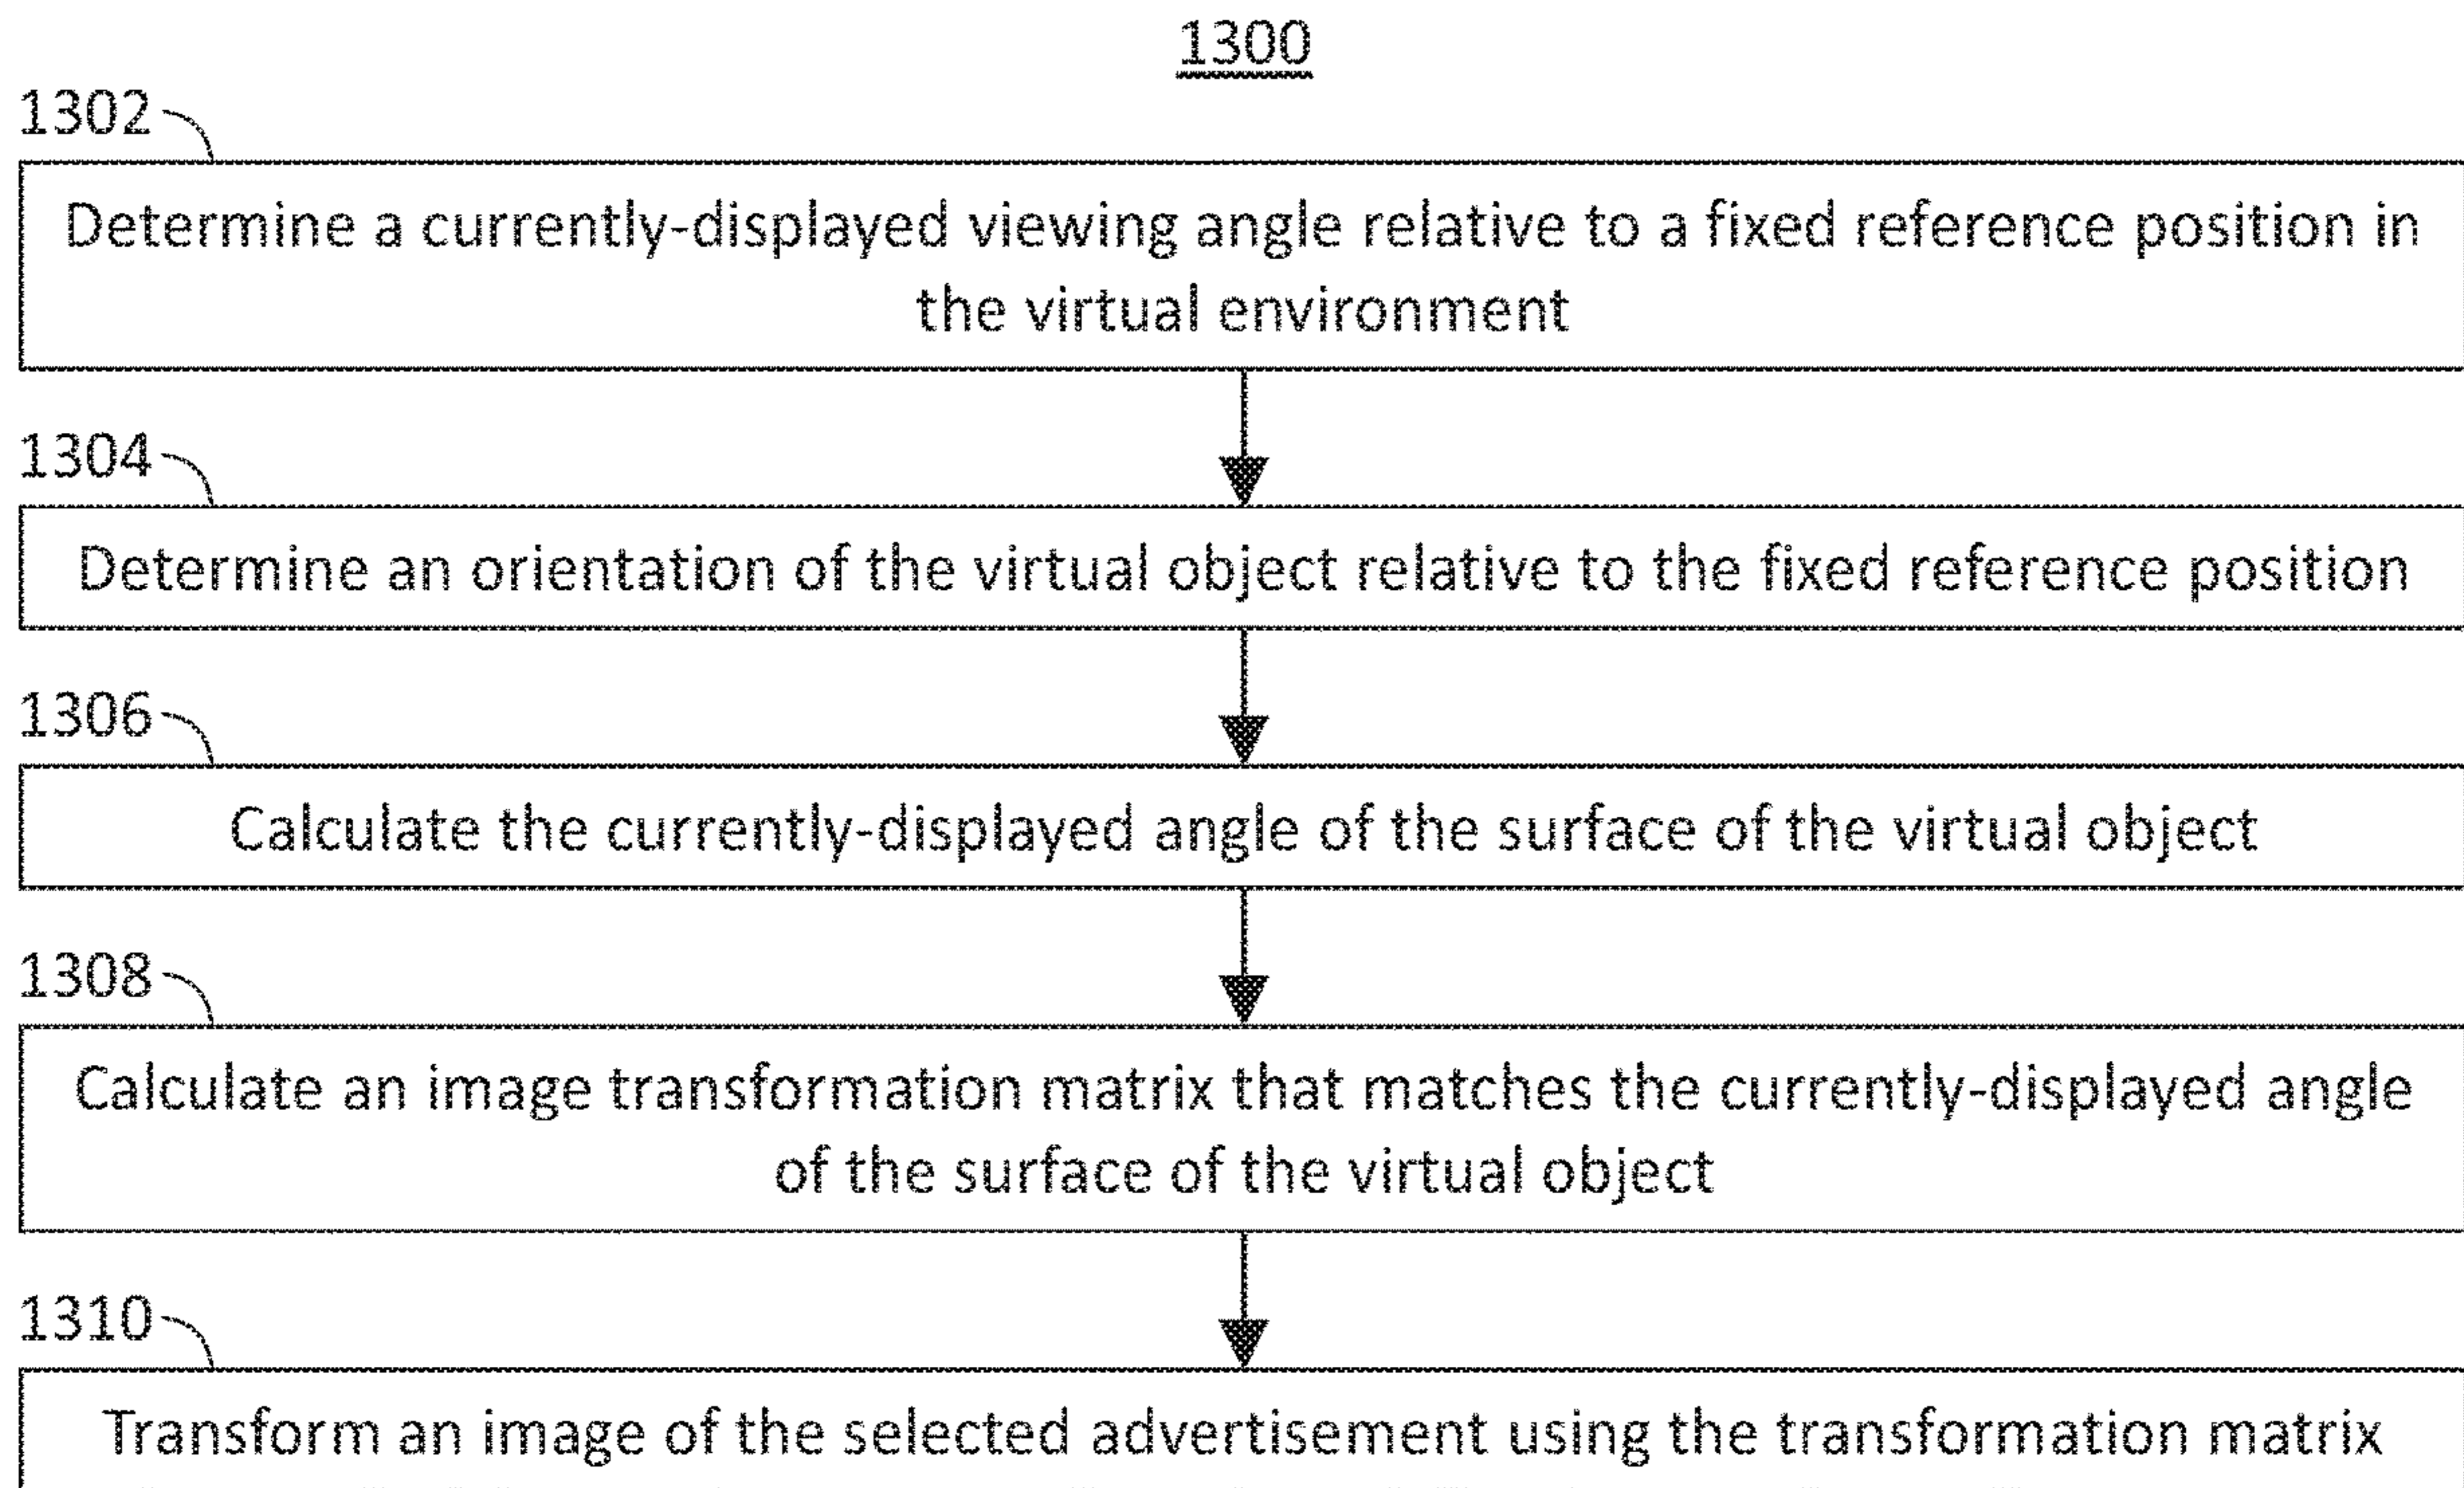 1300
1302
Determine a currently-displayed viewing angle relative to a fixed reference position in
the virtual environment
1304
Determine an orientation of the virtual object relative to the fixed reference position
1306
Calculate the currently-displayed angle of the surface of the virtual object
1308
Calculate an image transformation matrix that matches the currently-displayed angle
of the surface of the virtual object
1310
Transform an image of the selected advertisement using the transformation matrix